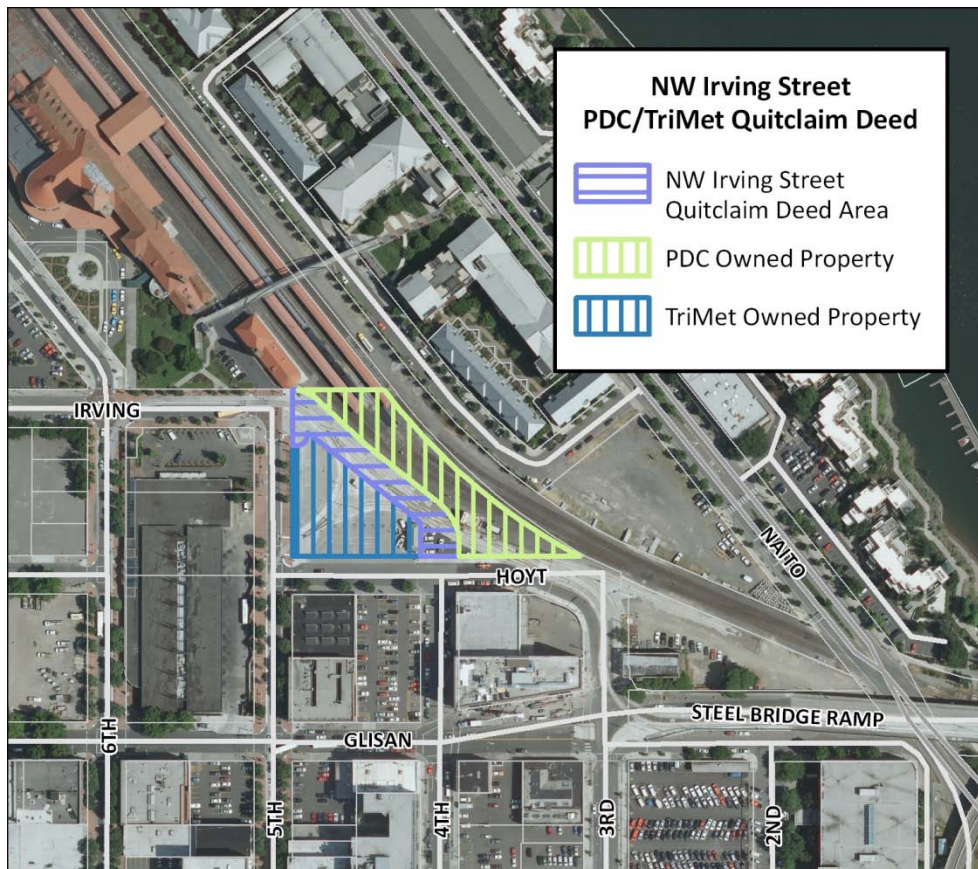 NW Irving Street
PDC/TriMet Quitclaim Deed
NW Irving Street
Quitclaim Deed Area
PDC Owned Property
TriMet Owned Property
IRVING
NAITO
HOYT
STEEL BRIDGE RAMP
GLISAN
6TH
5TH
4TH
3RD
2ND